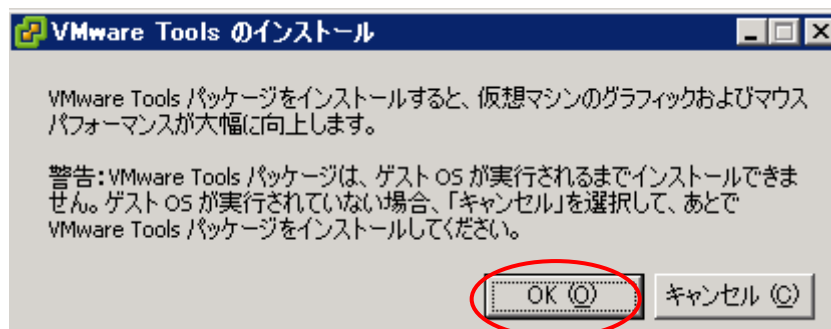 VMware Tools のインストール
VMware Tools パッケージをインストールすると、仮想マシンのグラフィックおよびマウス
パフォーマンスが大幅に向上します。
警告：VMware Tools パッケージは、ゲスト OS が実行されるまでインストールできま
せん。ゲスト OS が実行されていない場合、「キャンセル」を選択して、あとで
VMware Tools パッケージをインストールしてください。
OK (O) キャンセル (C)